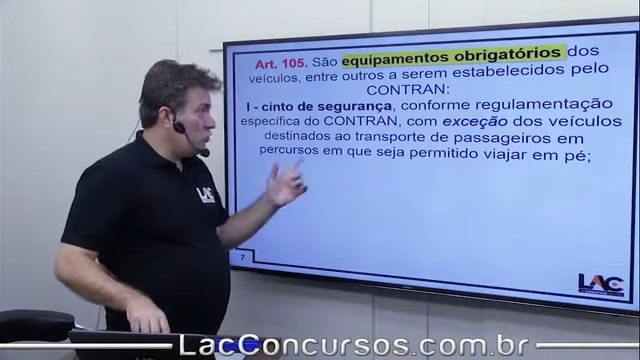 Art. 105. São equipamentos obrigatórios dos
veículos, entre outros a serem estabelecidos pelo
CONTRAN:
I - cinto de segurança, conforme regulamentação
específica do CONTRAN, com exceção dos veículos
destinados ao transporte de passageiros em
percursos em que seja permitido viajar em pé;
LAC
7
LAC
LacConcursos.com.br